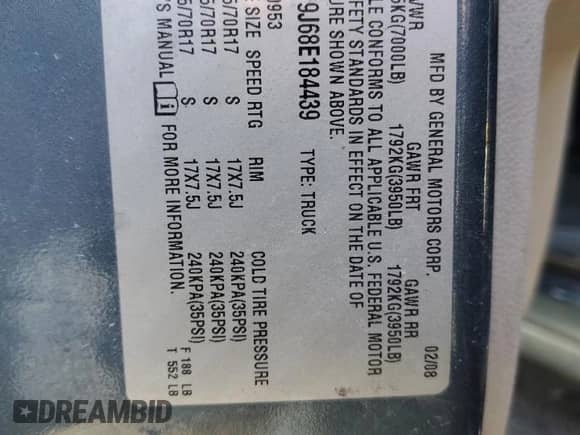 MFD BY GENERAL MOTORS CORP. 02/08
VWR GAWR FRT GAWR RR
KG(7000LB) 1792KG(3950LB) 1792KG(3950LB)
LE CONFORMS TO ALL APPLICABLE U.S. FEDERAL MOTOR
FETY STANDARDS IN EFFECT ON THE DATE OF
URE SHOWN ABOVE.
9J68E184439 TYPE: TRUCK
0953
E SIZE SPEED RTG RIM COLD TIRE PRESSURE
5/70R17 S 17X7.5J 240KPA(35PSI)
5/70R17 S 17X7.5J 240KPA(35PSI)
5/70R17 S 17X7.5J 240KPA(35PSI)
'S MANUAL FOR MORE INFORMATION.
F 188 LB
T 552 LB
DREAMBID